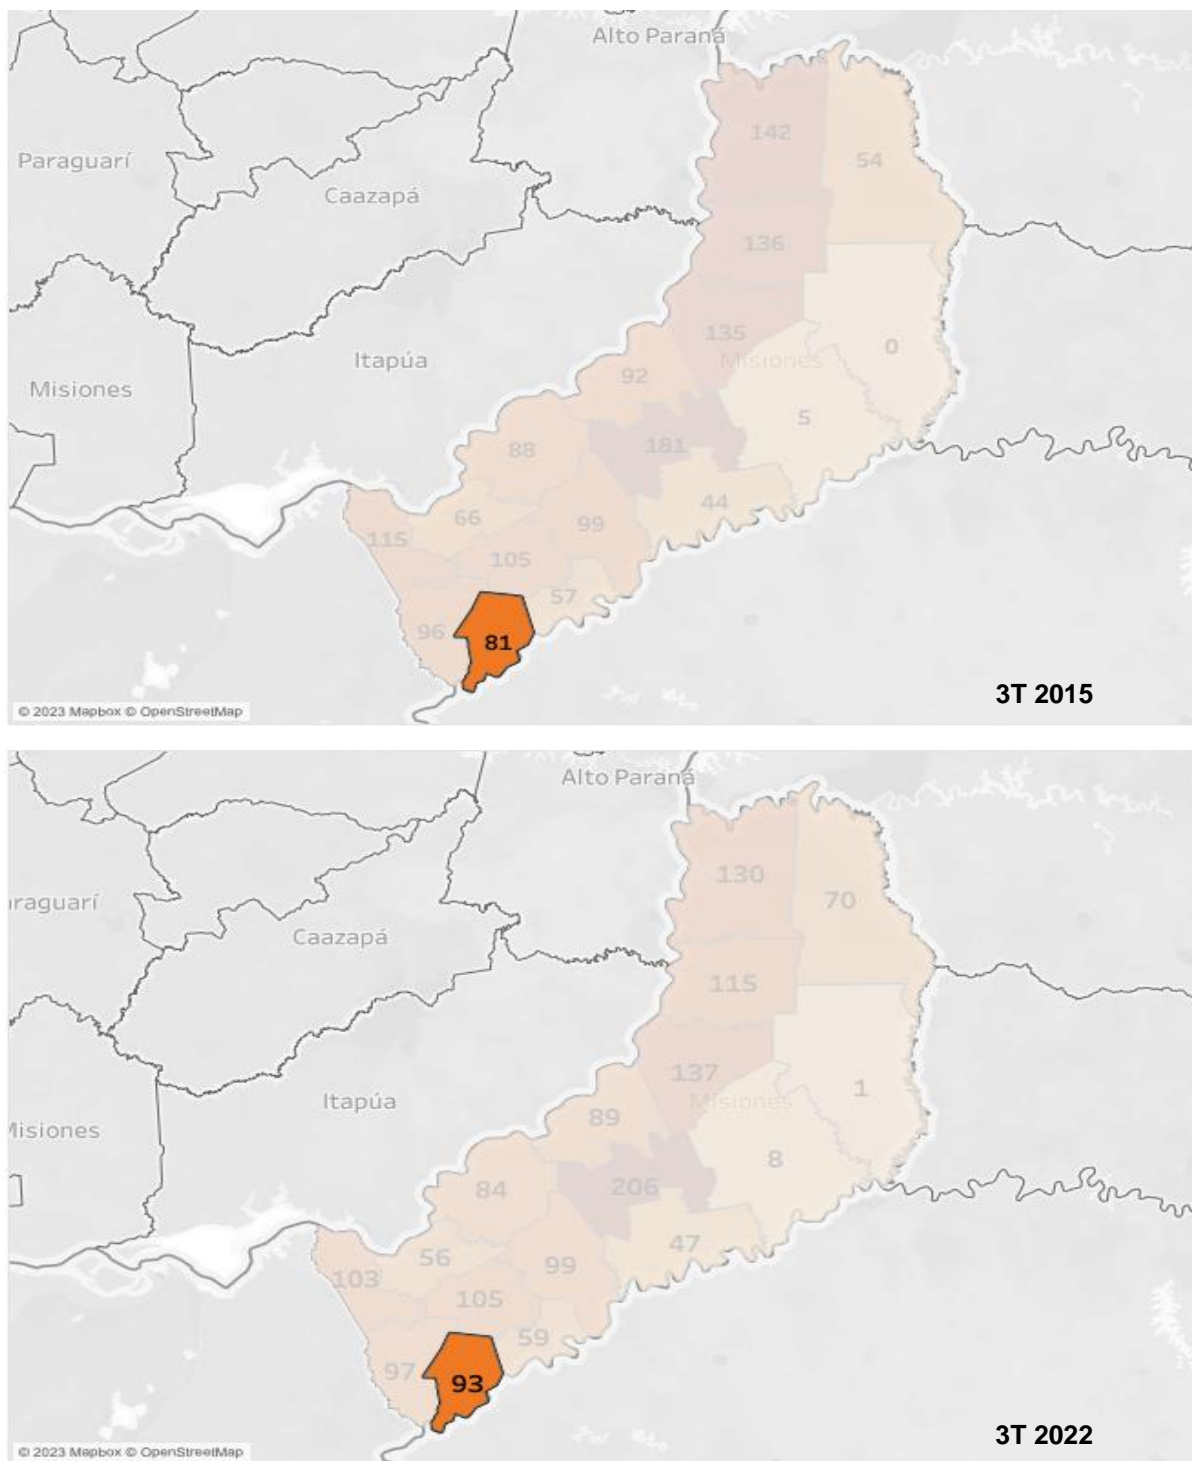 Alto Paraná
142
54
Paraguarí
Caazapá
136
135
Misiones
0
Itapúa
92
Misiones
5
88
181
44
66
99
115
105
57
96
81
3T 2015
© 2023 Mapbox © OpenStreetMap
Alto Paraná
130
70
raguarí
Caazapá
115
137
Misiones
1
Itapúa
89
Misiones
8
84
206
47
56
99
103
105
59
97
93
3T 2022
© 2023 Mapbox © OpenStreetMap